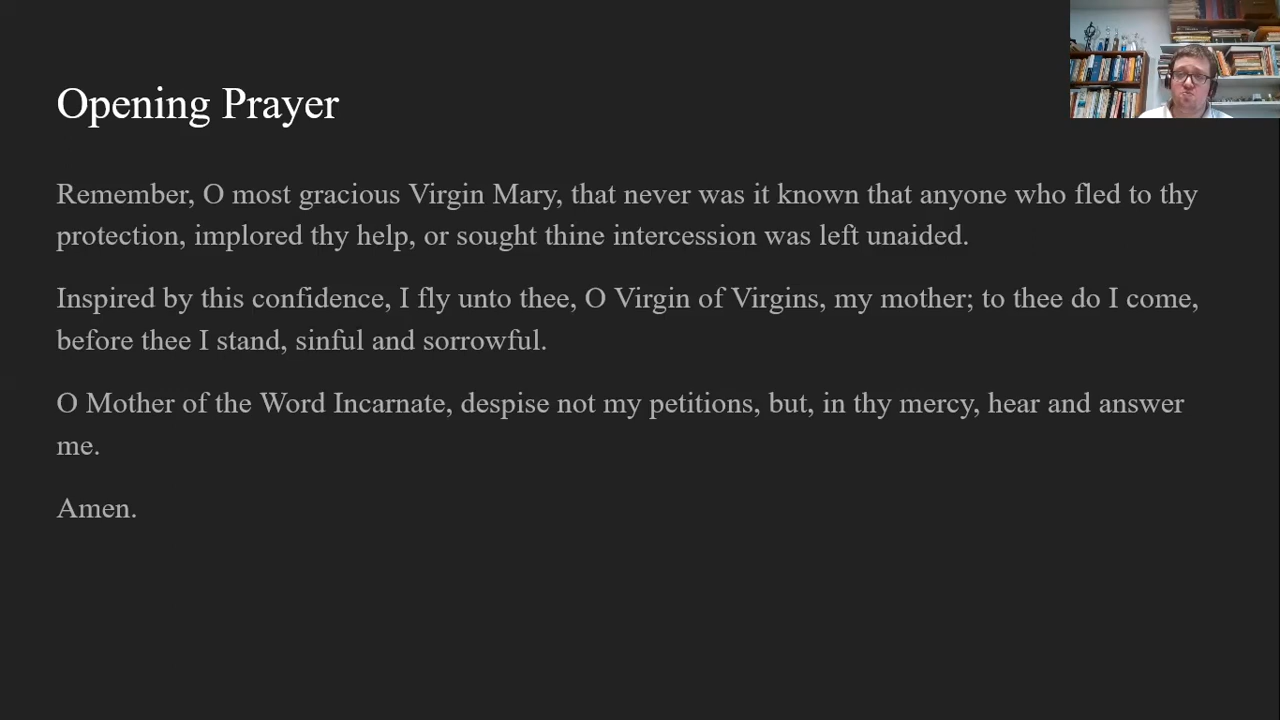 Opening Prayer
Remember, O most gracious Virgin Mary, that never was it known that anyone who fled to thy
protection, implored thy help, or sought thine intercession was left unaided.
Inspired by this confidence, I fly unto thee, O Virgin of Virgins, my mother; to thee do I come,
before thee I stand, sinful and sorrowful.
O Mother of the Word Incarnate, despise not my petitions, but, in thy mercy, hear and answer
me.
Amen.